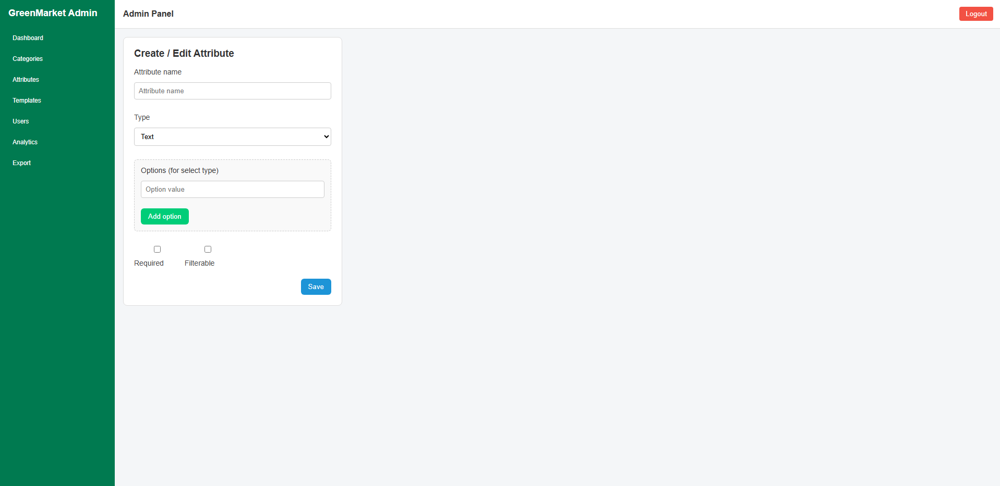 GreenMarket Admin
Dashboard
Categories
Attributes
Templates
Users
Analytics
Export
Admin Panel
Logout
Create / Edit Attribute
Attribute name
Attribute name
Type
Text
Options (for select type)
Option value
Add option
Required
Filterable
Save